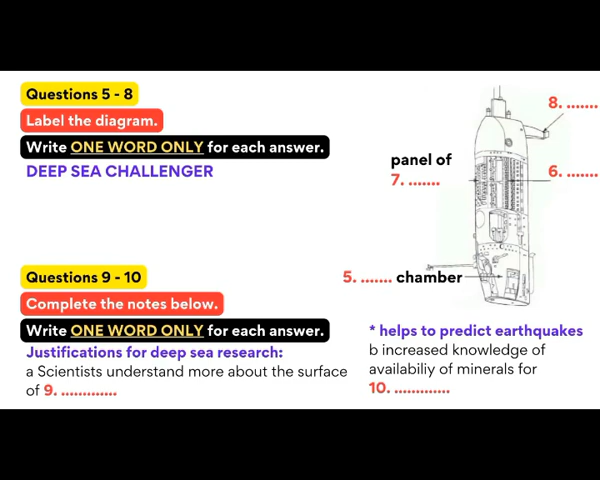 Questions 5 - 8
Label the diagram.
Write ONE WORD ONLY for each answer.
DEEP SEA CHALLENGER
8. .......
panel of
7. .......
6. .......
5. ....... chamber
Questions 9 - 10
Complete the notes below.
Write ONE WORD ONLY for each answer.
Justifications for deep sea research:
a Scientists understand more about the surface
of 9. .............
* helps to predict earthquakes
b increased knowledge of
availabiliy of minerals for
10. .............